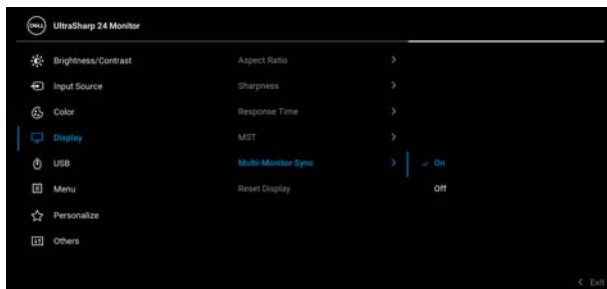 DELL UltraSharp 24 Monitor
Brightness/Contrast Aspect Ratio
Input Source Sharpness
Color Response Time
Display MST
USB Multi-Monitor Sync On
Menu Reset Display Off
Personalize
Others
Exit